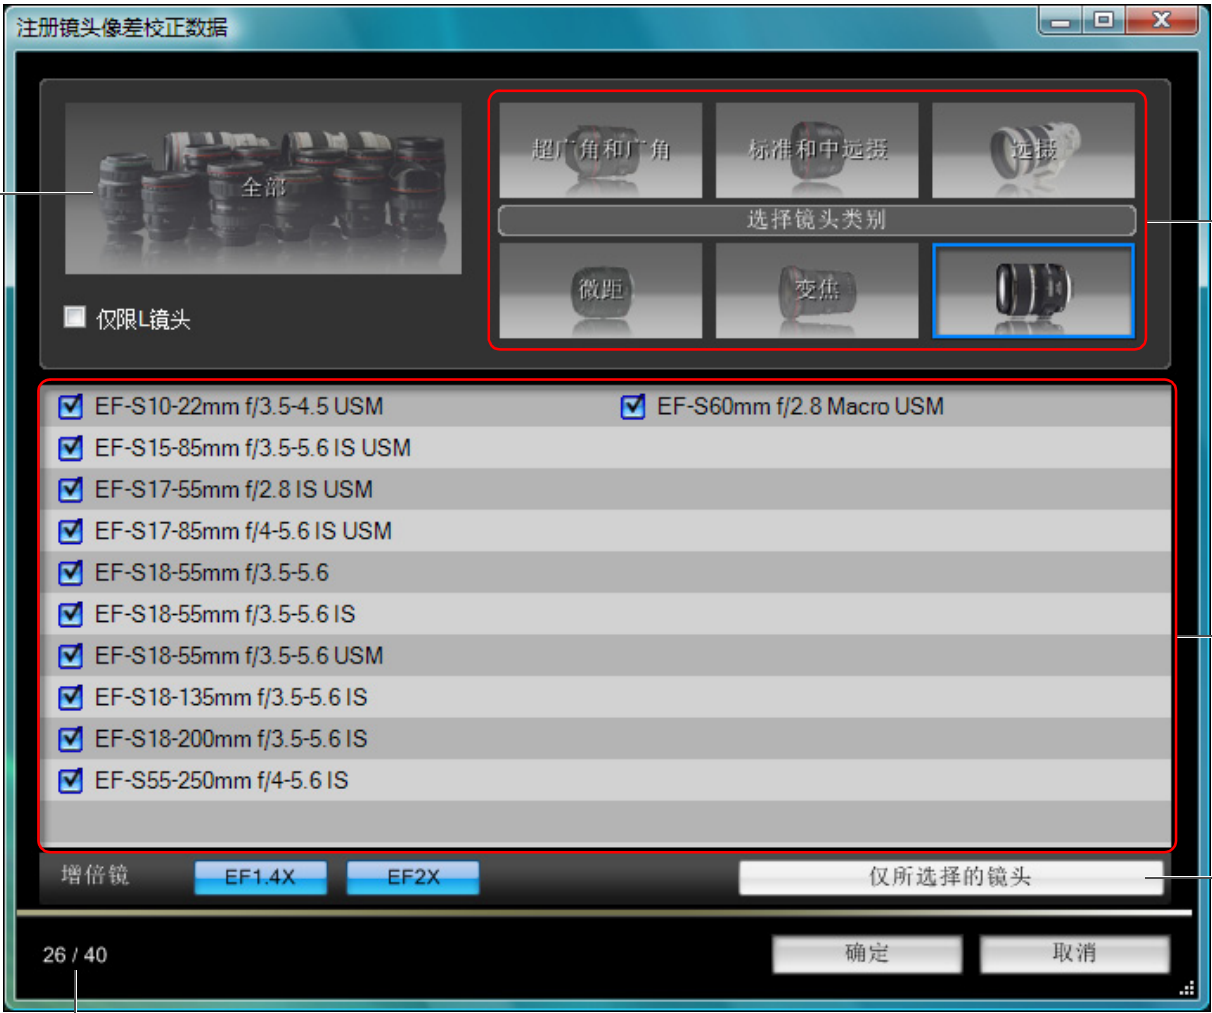 注册镜头像差校正数据
全部
超广角和广角
标准和中远摄
远摄
选择镜头类别
微距
变焦
仅限L镜头
EF-S10-22mm f/3.5-4.5 USM
EF-S60mm f/2.8 Macro USM
EF-S15-85mm f/3.5-5.6 IS USM
EF-S17-55mm f/2.8 IS USM
EF-S17-85mm f/4-5.6 IS USM
EF-S18-55mm f/3.5-5.6
EF-S18-55mm f/3.5-5.6 IS
EF-S18-55mm f/3.5-5.6 USM
EF-S18-135mm f/3.5-5.6 IS
EF-S18-200mm f/3.5-5.6 IS
EF-S55-250mm f/4-5.6 IS
增倍镜
EF1.4X
EF2X
仅所选择的镜头
26 / 40
确定
取消